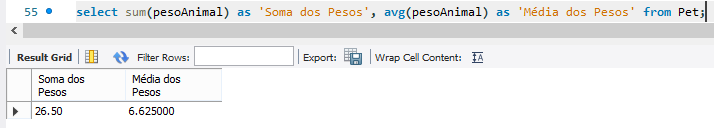 55 select sum(pesoAnimal) as 'Soma dos Pesos', avg(pesoAnimal) as 'Média dos Pesos' from Pet;
Result Grid Filter Rows: Export: Wrap Cell Content: IA
Soma dos Pesos Média dos Pesos
26.50 6.625000